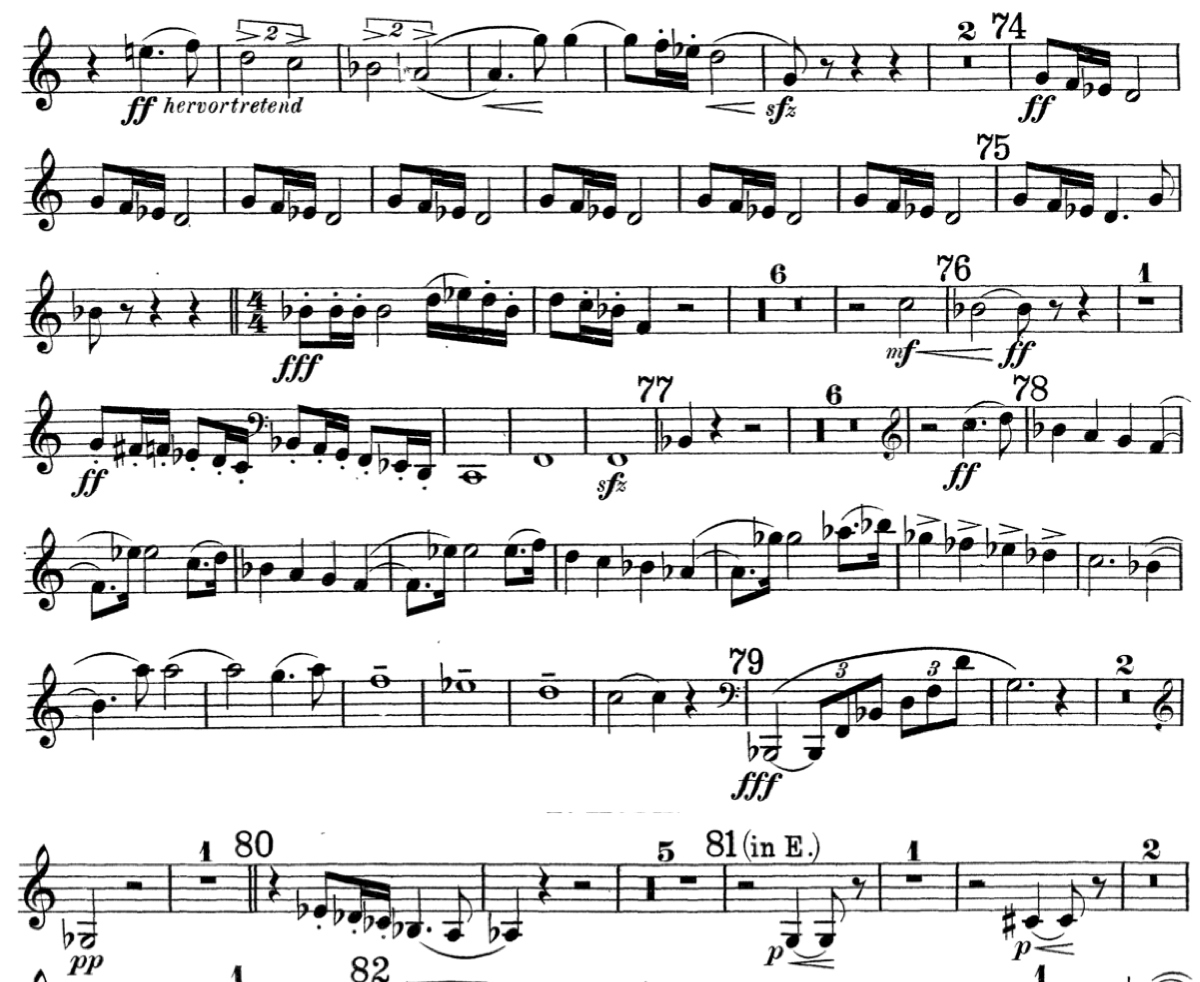 2 2 2 74
ff hervortretend sfz ff
75
4/4 6 76 1
fff mf ff
77 6 78
ff sfz ff
79 3 3 2
fff
1 80 5 81 (in E.) 1 2
pp p p
1 82 1